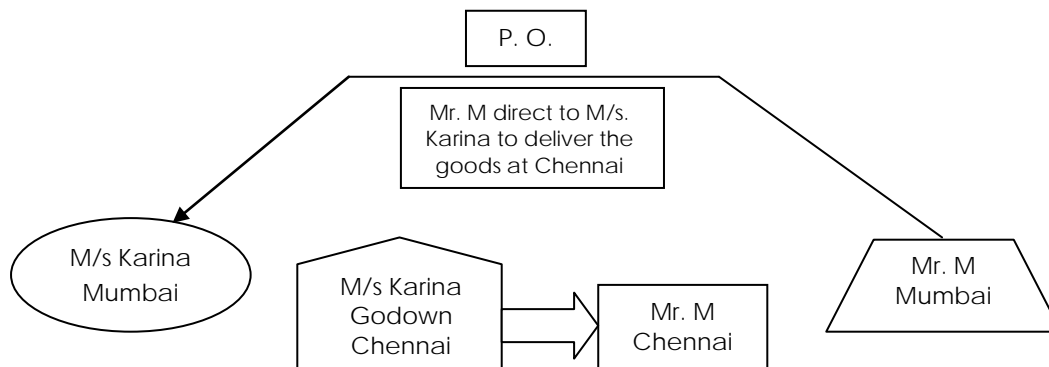 P. O.
Mr. M direct to M/s.
Karina to deliver the
goods at Chennai
M/s Karina
Mumbai
M/s Karina
Godown
Chennai
Mr. M
Chennai
Mr. M
Mumbai